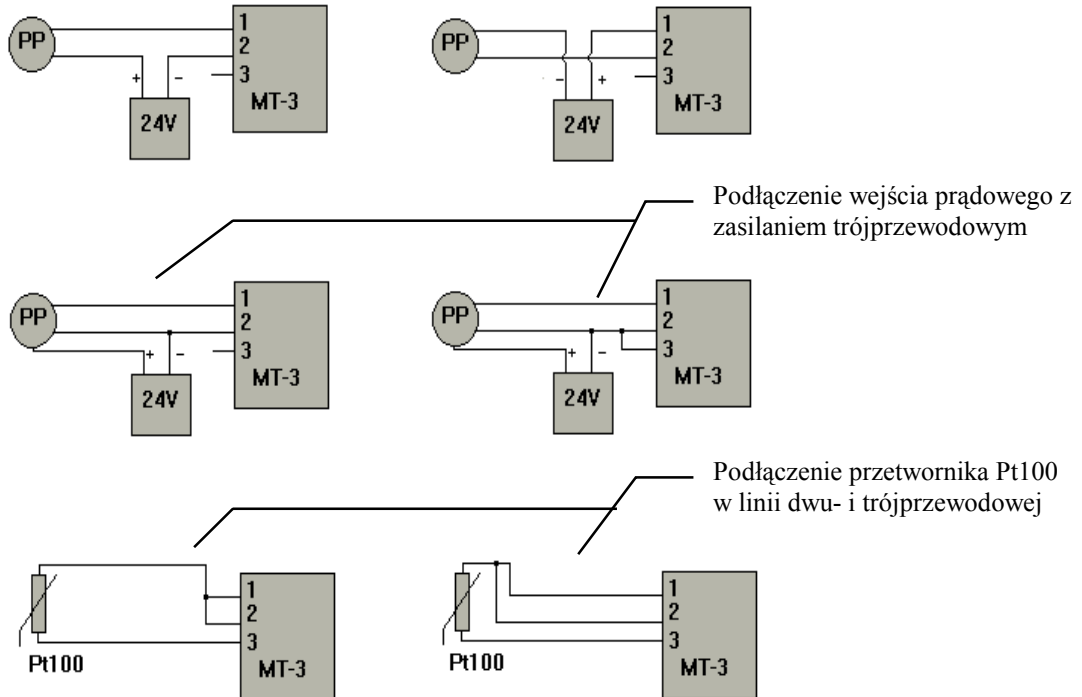 PP
1
2
3
+ -
24V
MT-3
PP
1
2
3
- +
24V
MT-3
Podłączenie wejścia prądowego z
zasilaniem trójprzewodowym
PP
1
2
3
+ -
24V
MT-3
PP
1
2
3
+ -
24V
MT-3
Podłączenie przetwornika Pt100
w linii dwu- i trójprzewodowej
1
2
3
Pt100
MT-3
1
2
3
Pt100
MT-3